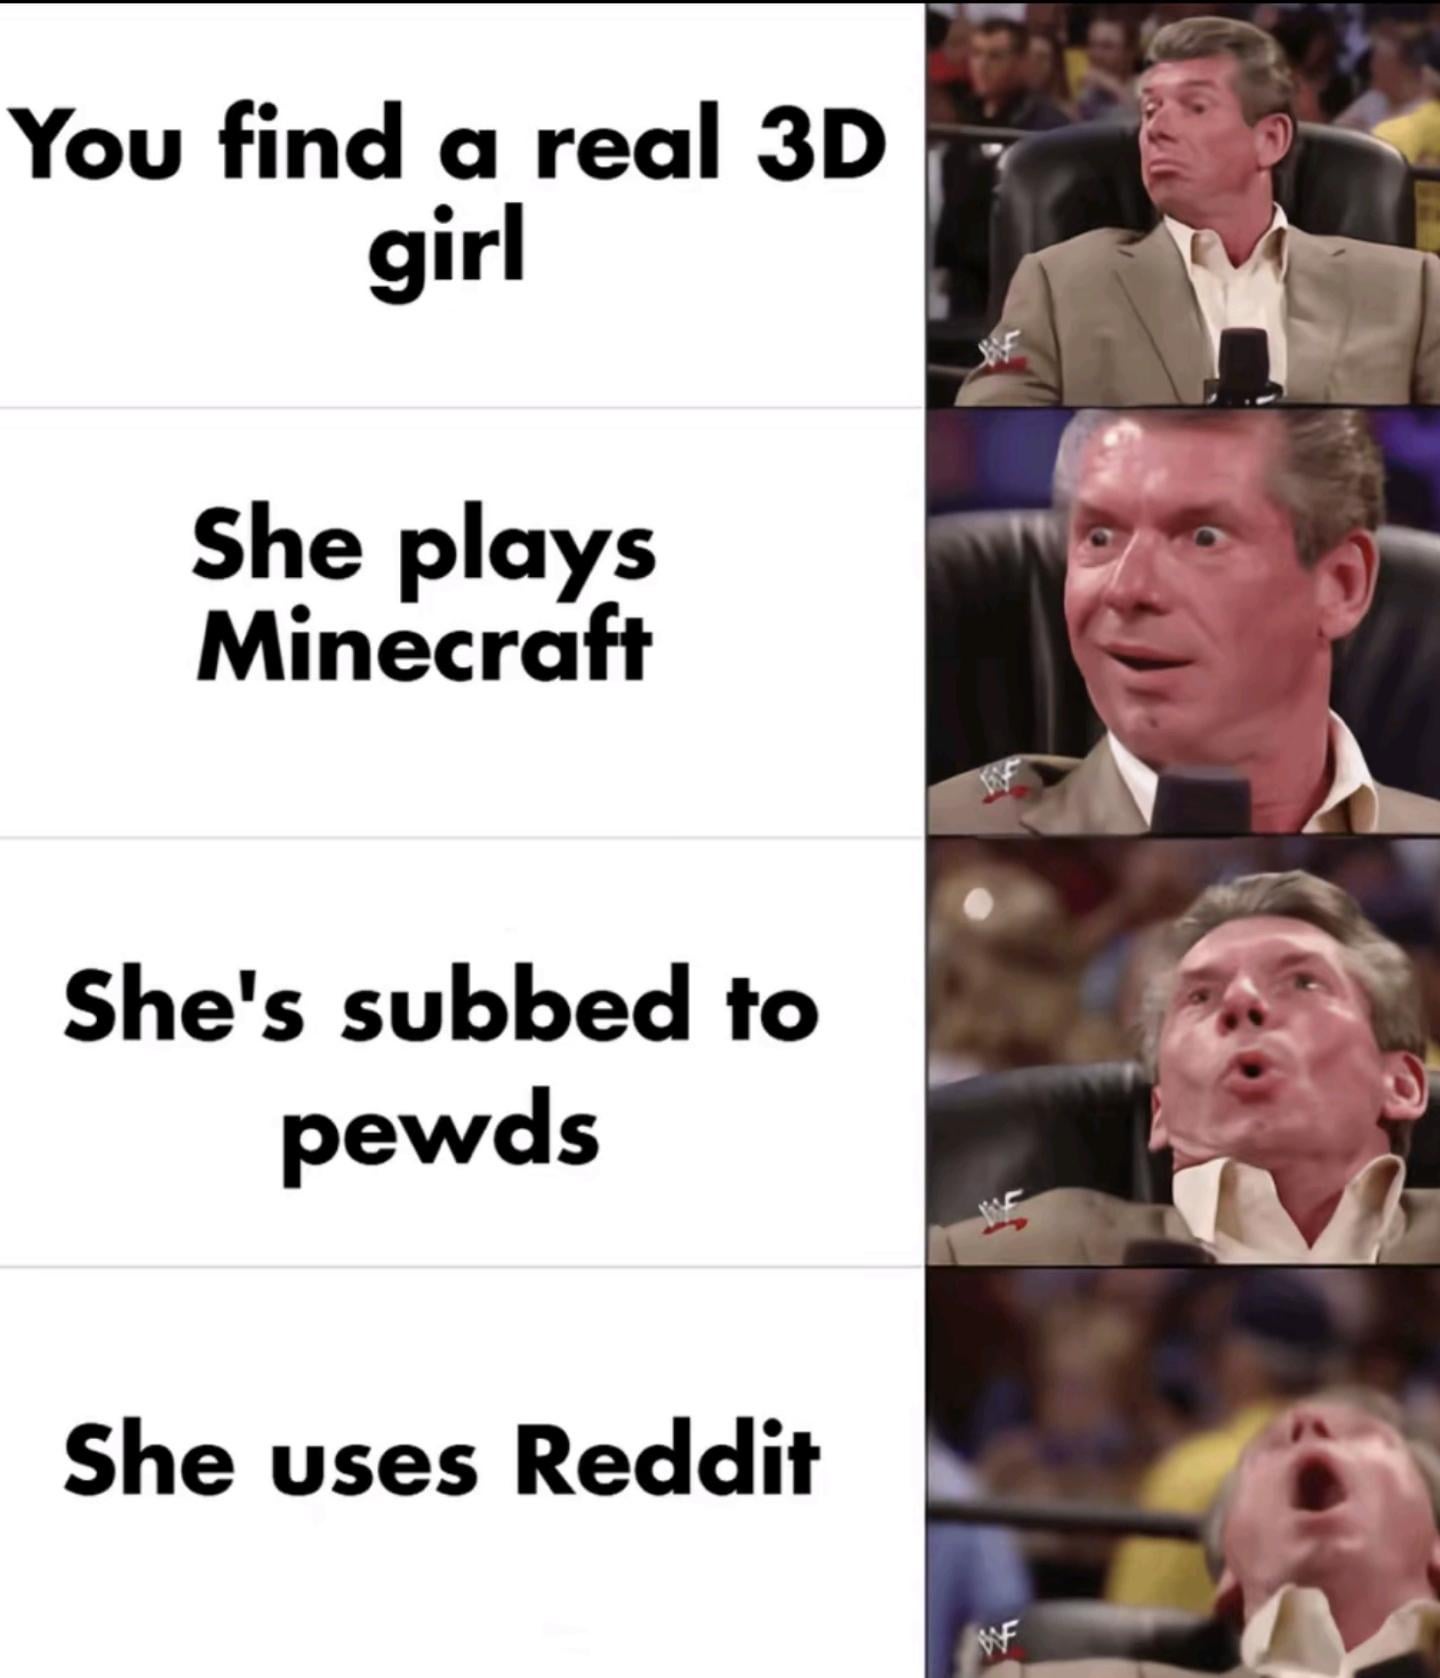 You find a real 3D
girl
She plays
Minecraft
She's subbed to
pewds
She uses Reddit